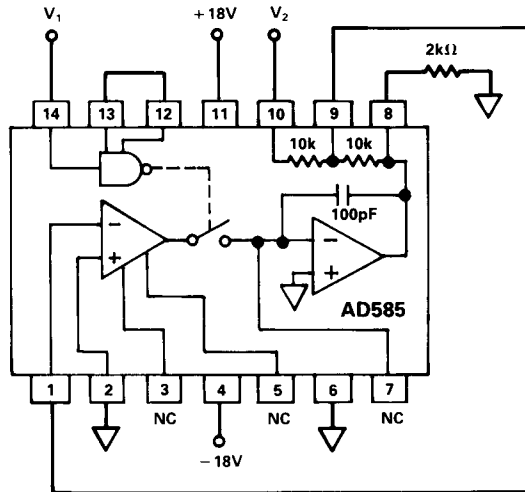 V1 +18V V2
2kΩ
14 13 12 11 10 9 8
10k 10k
100pF
−
+
−
+
AD585
1 2 3 4 5 6 7
NC NC NC
−18V